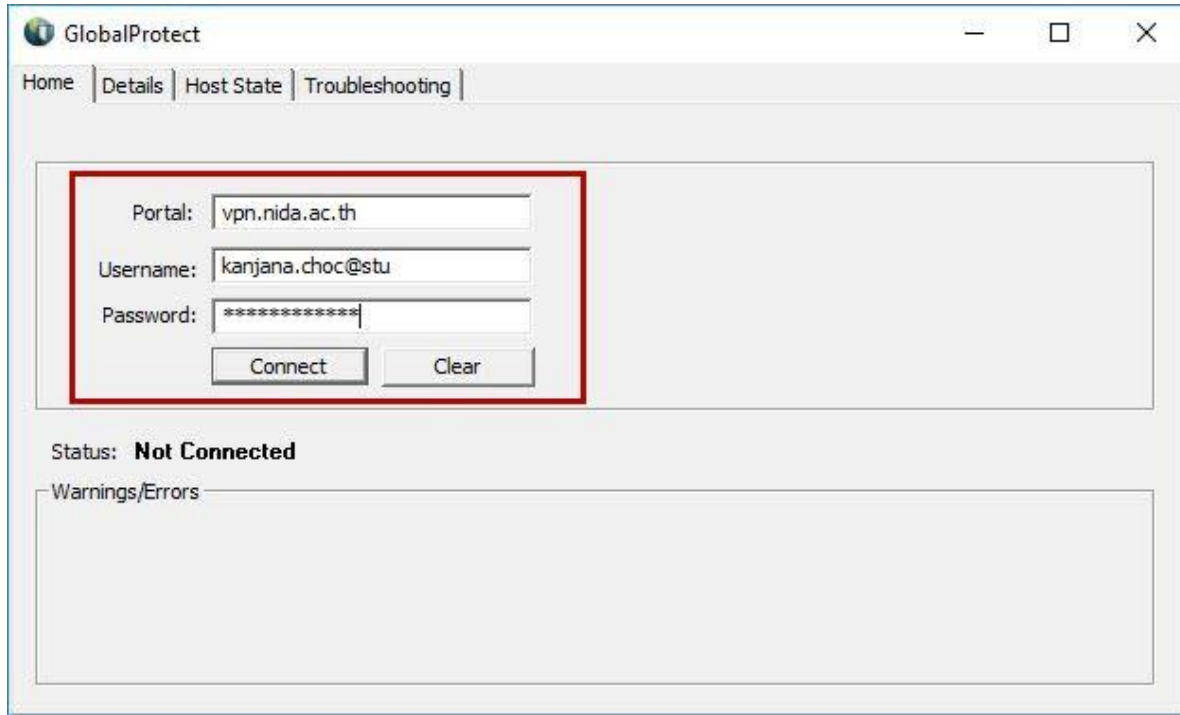 GlobalProtect
Home Details Host State Troubleshooting
Portal: vpn.nida.ac.th
Username: kanjana.choc@stu
Password: *************
Connect Clear
Status: Not Connected
Warnings/Errors